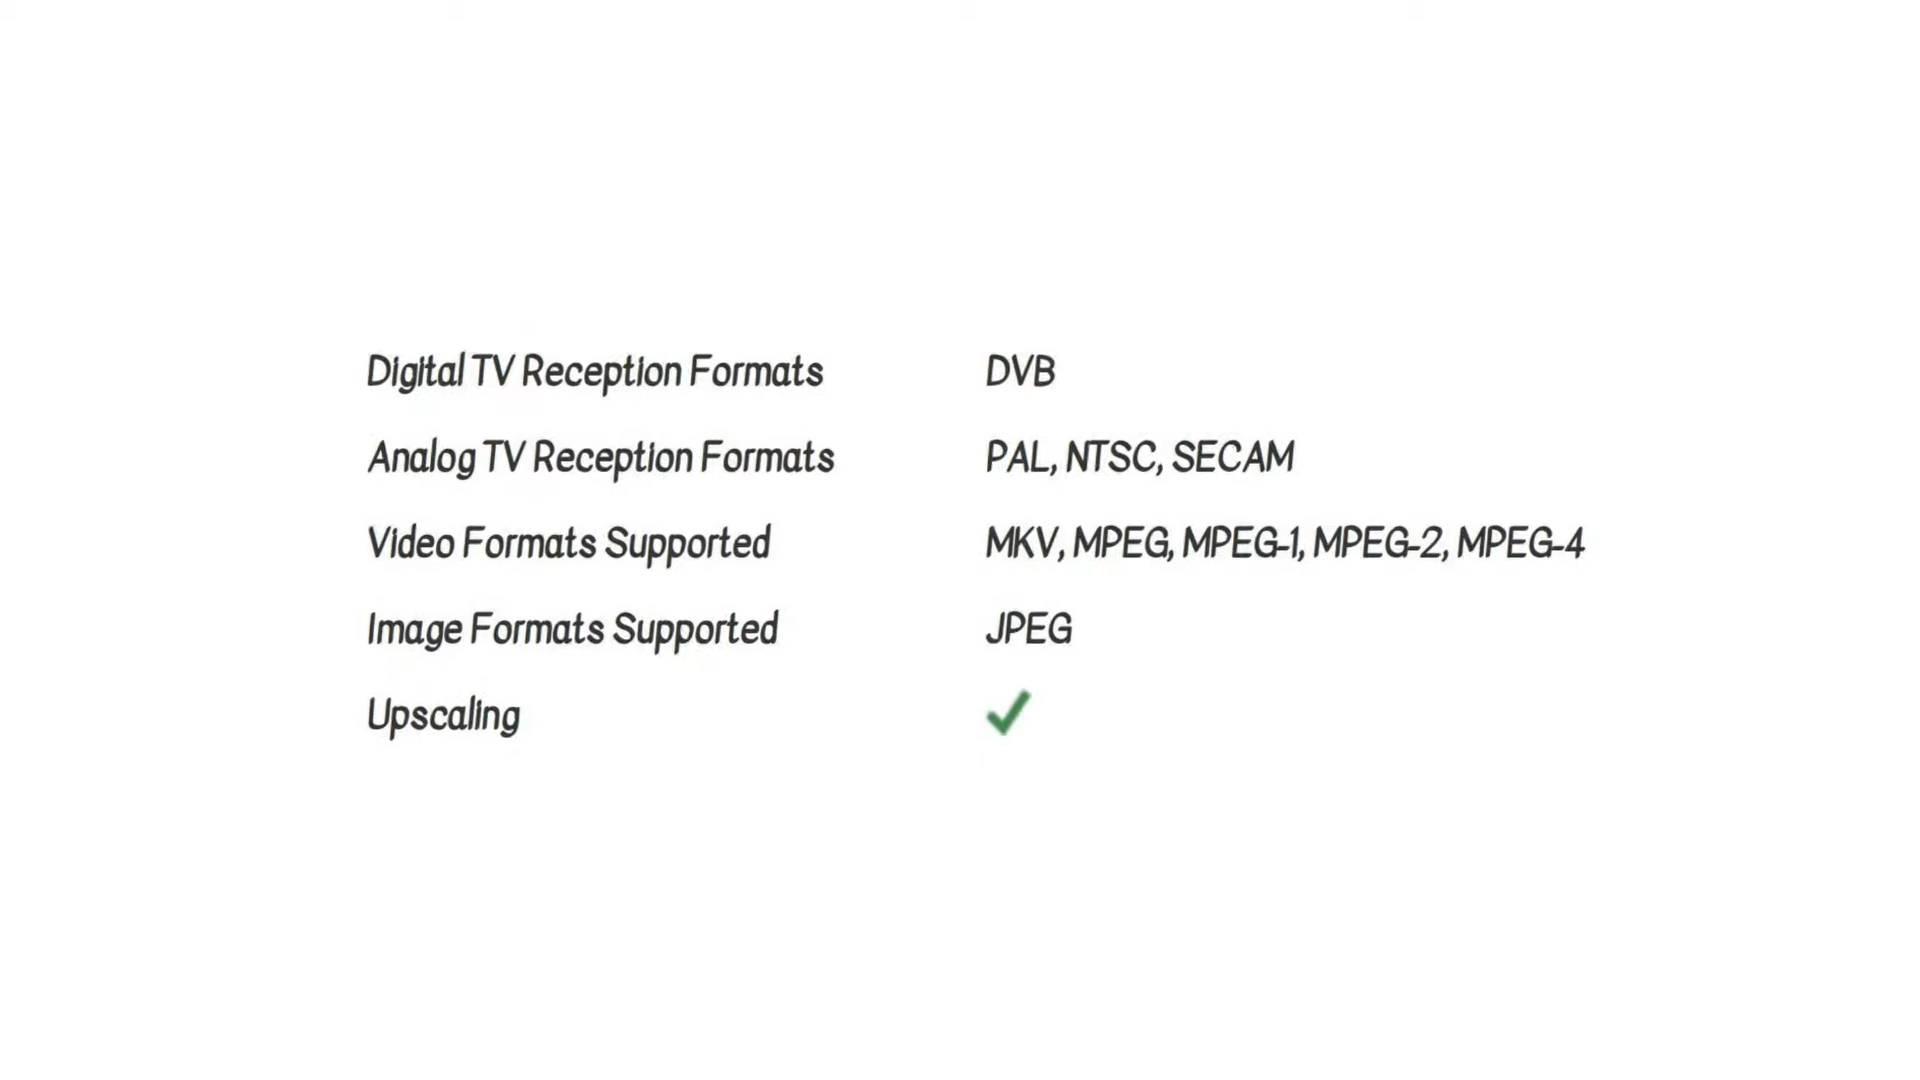 Digital TV Reception Formats DVB
Analog TV Reception Formats PAL, NTSC, SECAM
Video Formats Supported MKV, MPEG, MPEG-1, MPEG-2, MPEG-4
Image Formats Supported JPEG
Upscaling